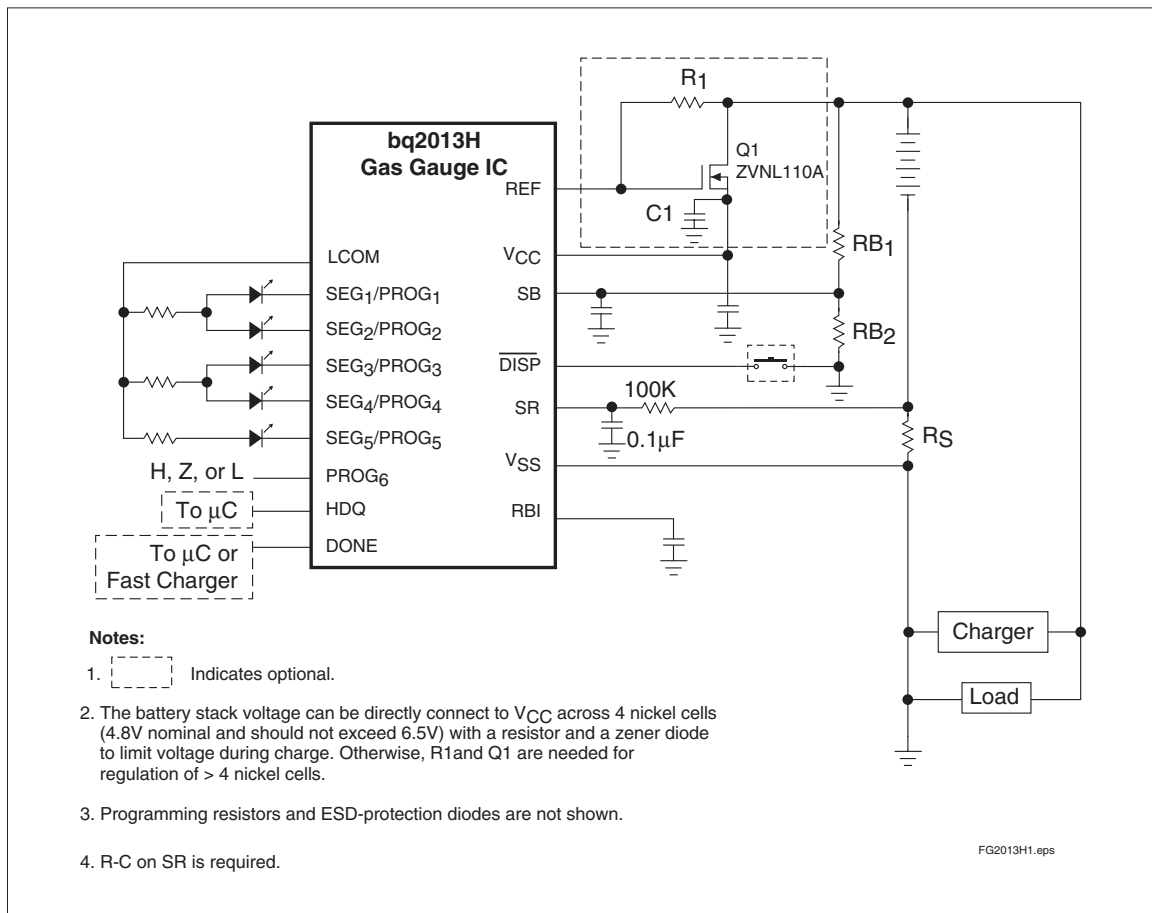 bq2013H
Gas Gauge IC
R1
Q1
ZVNL110A
REF
C1
VCC
RB1
LCOM
SB
SEG1/PROG1
SEG2/PROG2
RB2
DISP
SEG3/PROG3
100K
SEG4/PROG4
SR
SEG5/PROG5
0.1μF
RS
VSS
H, Z, or L
PROG6
To μC
HDQ
RBI
DONE
To μC or
Fast Charger
Charger
Load
Notes:
1. Indicates optional.
2. The battery stack voltage can be directly connect to VCC across 4 nickel cells
(4.8V nominal and should not exceed 6.5V) with a resistor and a zener diode
to limit voltage during charge. Otherwise, R1and Q1 are needed for
regulation of > 4 nickel cells.
3. Programming resistors and ESD-protection diodes are not shown.
4. R-C on SR is required.
FG2013H1.eps